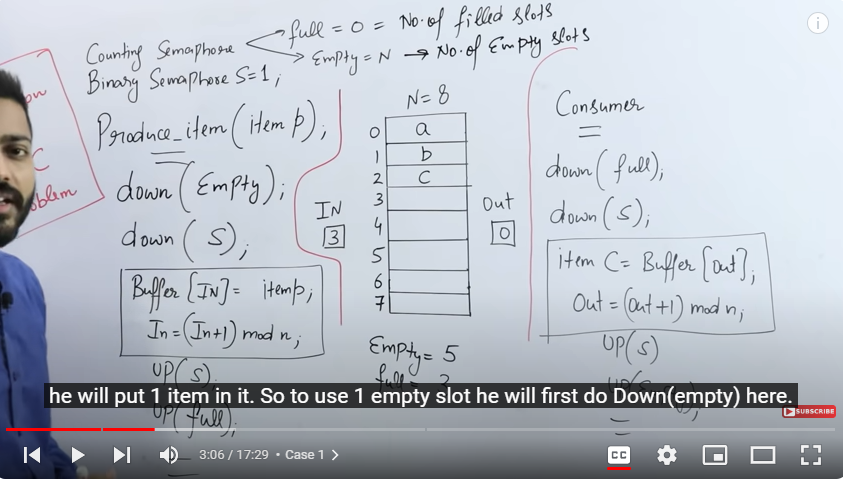 Counting Semaphore
full = 0 = No. of filled slots
Empty = N → No. of Empty slots
Binary Semaphore S=1;
C
oblem
Produce_item(item p);
down(Empty);
down(S);
Buffer[IN] = itemp;
In = (In+1) mod n;
UP(S)
UP(full);
N=8
0 a
1 b
2 c
3
4
5
6
7
IN
3
Out
0
Empty = 5
full =
Consumer
down(full);
down(S);
item C = Buffer[out];
Out = (out+1) mod n;
UP(S)
he will put 1 item in it. So to use 1 empty slot he will first do Down(empty) here.
SUBSCRIBE
3:06 / 17:29 • Case 1
CC